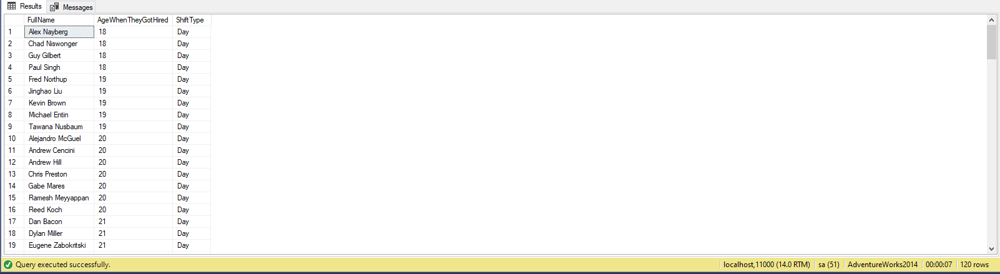 Results Messages
FullName AgeWhenTheyGotHired ShiftType
1 Alex Nayberg 18 Day
2 Chad Niswonger 18 Day
3 Guy Gilbert 18 Day
4 Paul Singh 18 Day
5 Fred Northup 19 Day
6 Jinghao Liu 19 Day
7 Kevin Brown 19 Day
8 Michael Entin 19 Day
9 Tawana Nusbaum 19 Day
10 Alejandro McGuel 20 Day
11 Andrew Cencini 20 Day
12 Andrew Hill 20 Day
13 Chris Preston 20 Day
14 Gabe Mares 20 Day
15 Ramesh Meyyappan 20 Day
16 Reed Koch 20 Day
17 Dan Bacon 21 Day
18 Dylan Miller 21 Day
19 Eugene Zabokritski 21 Day
Query executed successfully. localhost,11000 (14.0 RTM) sa (51) AdventureWorks2014 00:00:07 120 rows